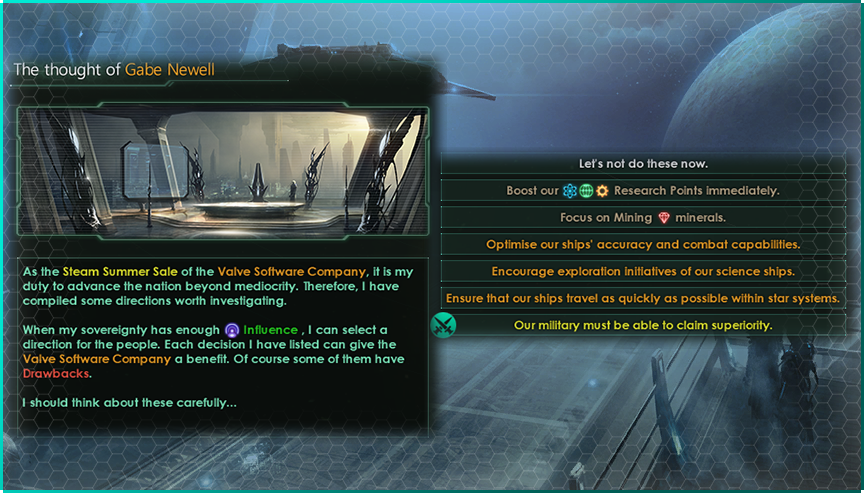 The thought of Gabe Newell
As the Steam Summer Sale of the Valve Software Company, it is my
duty to advance the nation beyond mediocrity. Therefore, I have
compiled some directions worth investigating.
When my sovereignty has enough Influence , I can select a
direction for the people. Each decision I have listed can give the
Valve Software Company a benefit. Of course some of them have
Drawbacks.
I should think about these carefully...
Let's not do these now.
Boost our Research Points immediately.
Focus on Mining minerals.
Optimise our ships' accuracy and combat capabilities.
Encourage exploration initiatives of our science ships.
Ensure that our ships travel as quickly as possible within star systems.
Our military must be able to claim superiority.